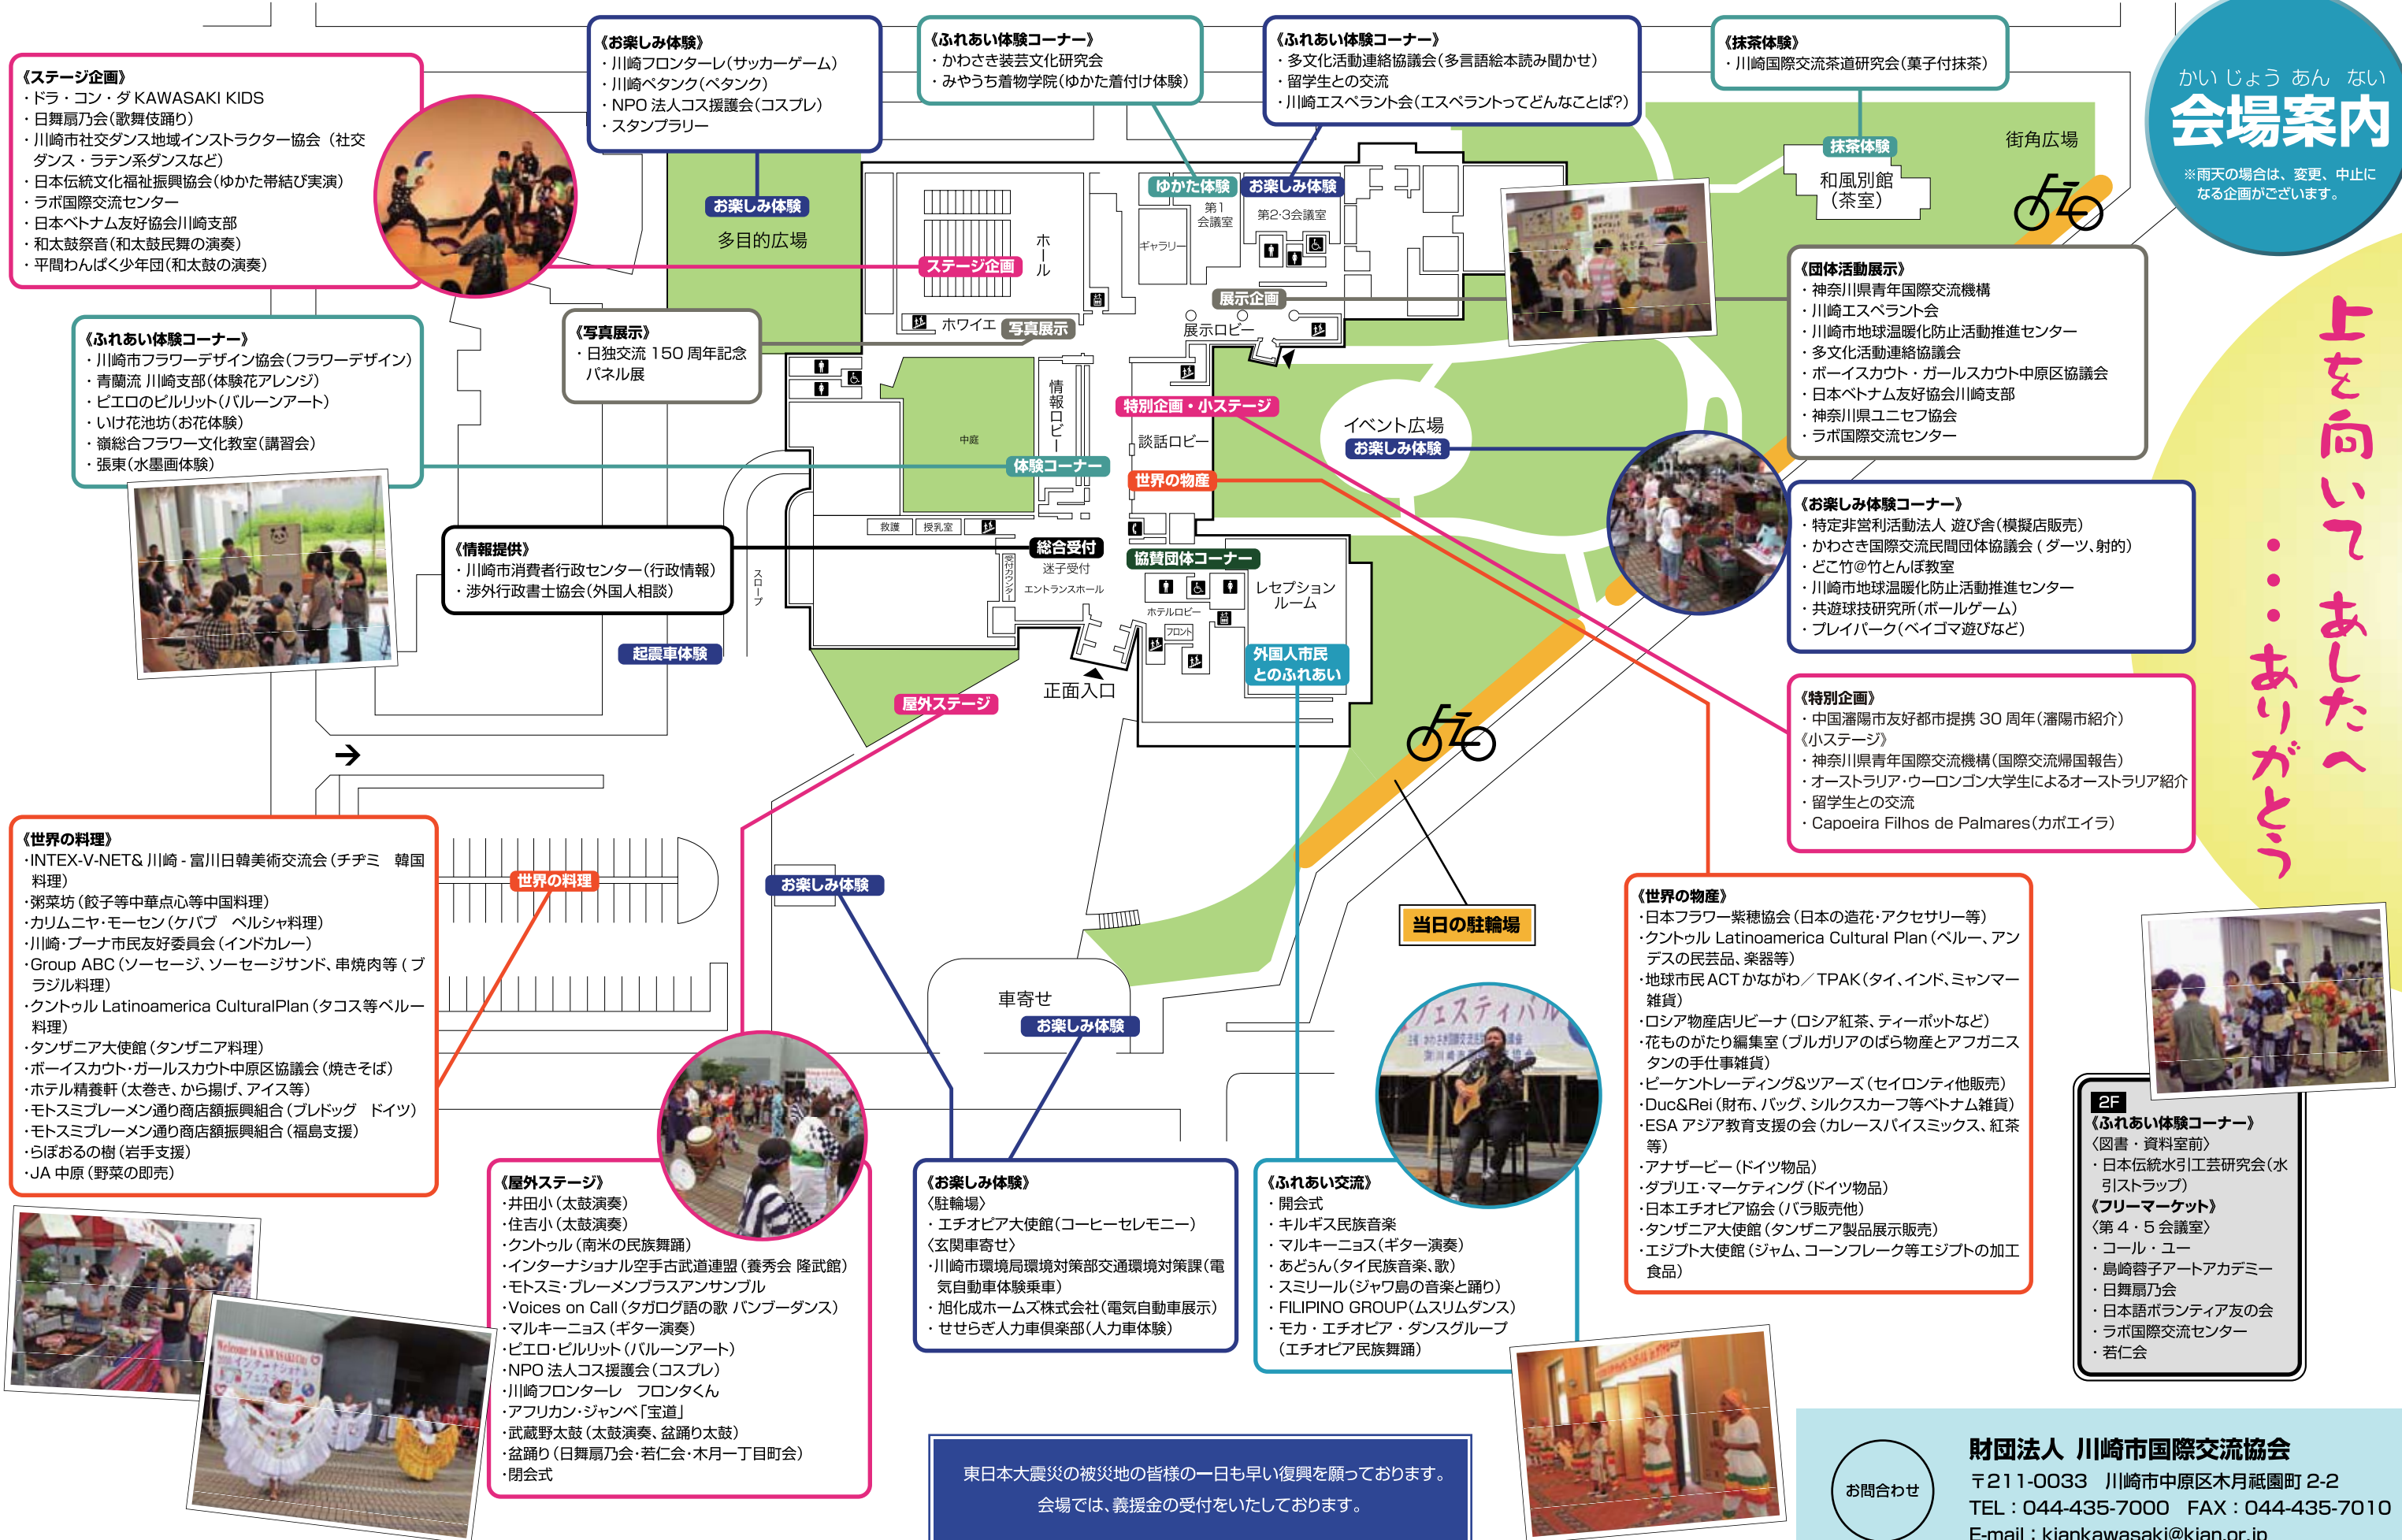 かいじょうあんない
会場案内
※雨天の場合は、変更、中止に
なる企画がございます。
上を向いて あしたへ
・・・ありがとう
《ステージ企画》
・ドラ・コン・ダ KAWASAKI KIDS
・日舞扇乃会(歌舞伎踊り)
・川崎市社交ダンス地域インストラクター協会（社交
ダンス・ラテン系ダンスなど)
・日本伝統文化福祉振興協会(ゆかた帯結び実演)
・ラボ国際交流センター
・日本ベトナム友好協会川崎支部
・和太鼓祭音(和太鼓民舞の演奏)
・平間わんぱく少年団(和太鼓の演奏)
《お楽しみ体験》
・川崎フロンターレ(サッカーゲーム)
・川崎ペタンク(ペタンク)
・NPO 法人コス援護会(コスプレ)
・スタンプラリー
《ふれあい体験コーナー》
・かわさき装芸文化研究会
・みやうち着物学院(ゆかた着付け体験)
《ふれあい体験コーナー》
・多文化活動連絡協議会(多言語絵本読み聞かせ)
・留学生との交流
・川崎エスペラント会(エスペラントってどんなことば?)
《抹茶体験》
・川崎国際交流茶道研究会(菓子付抹茶)
《ふれあい体験コーナー》
・川崎市フラワーデザイン協会(フラワーデザイン)
・青蘭流 川崎支部(体験花アレンジ)
・ピエロのピルリット(バルーンアート)
・いけ花池坊(お花体験)
・嶺総合フラワー文化教室(講習会)
・張東(水墨画体験)
《写真展示》
・日独交流 150 周年記念
パネル展
《情報提供》
・川崎市消費者行政センター(行政情報)
・渉外行政書士協会(外国人相談)
お楽しみ体験
多目的広場
ステージ企画
ホール
ホワイエ
写真展示
ゆかた体験
お楽しみ体験
第1
会議室
第2·3会議室
ギャラリー
展示企画
展示ロビー
抹茶体験
和風別館
(茶室)
街角広場
中庭
情報ロビー
体験コーナー
特別企画・小ステージ
談話ロビー
世界の物産
イベント広場
お楽しみ体験
救護
授乳室
総合受付
迷子受付
受付カウンター
エントランスホール
協賛団体コーナー
ホテルロビー
フロント
レセプション
ルーム
外国人市民
とのふれあい
スロープ
起震車体験
屋外ステージ
正面入口
世界の料理
お楽しみ体験
車寄せ
お楽しみ体験
当日の駐輪場
《団体活動展示》
・神奈川県青年国際交流機構
・川崎エスペラント会
・川崎市地球温暖化防止活動推進センター
・多文化活動連絡協議会
・ボーイスカウト・ガールスカウト中原区協議会
・日本ベトナム友好協会川崎支部
・神奈川県ユニセフ協会
・ラボ国際交流センター
《お楽しみ体験コーナー》
・特定非営利活動法人 遊び舎(模擬店販売)
・かわさき国際交流民間団体協議会 ( ダーツ、射的)
・どこ竹@竹とんぼ教室
・川崎市地球温暖化防止活動推進センター
・共遊球技研究所(ボールゲーム)
・プレイパーク(ベイゴマ遊びなど)
《特別企画》
・中国瀋陽市友好都市提携 30 周年(瀋陽市紹介)
《小ステージ》
・神奈川県青年国際交流機構(国際交流帰国報告)
・オーストラリア・ウーロンゴン大学生によるオーストラリア紹介
・留学生との交流
・Capoeira Filhos de Palmares(カポエイラ)
《世界の料理》
・INTEX-V-NET& 川崎 - 富川日韓美術交流会 (チヂミ　韓国
料理)
・粥菜坊 (餃子等中華点心等中国料理)
・カリムニヤ・モーセン (ケバブ　ペルシャ料理)
・川崎・プーナ市民友好委員会 (インドカレー)
・Group ABC (ソーセージ、ソーセージサンド、串焼肉等 ( ブ
ラジル料理)
・クントゥル Latinoamerica CulturalPlan (タコス等ペルー
料理)
・タンザニア大使館 (タンザニア料理)
・ボーイスカウト・ガールスカウト中原区協議会 (焼きそば)
・ホテル精養軒 (太巻き、から揚げ、アイス等)
・モトスミブレーメン通り商店額振興組合 (ブレドッグ　ドイツ)
・モトスミブレーメン通り商店額振興組合 (福島支援)
・らぽおるの樹 (岩手支援)
・JA 中原 (野菜の即売)
《屋外ステージ》
・井田小 (太鼓演奏)
・住吉小 (太鼓演奏)
・クントゥル (南米の民族舞踊)
・インターナショナル空手古武道連盟 (養秀会 隆武館)
・モトスミ・ブレーメンブラスアンサンブル
・Voices on Call (タガログ語の歌 バンブーダンス)
・マルキーニョス (ギター演奏)
・ピエロ・ピルリット (バルーンアート)
・NPO 法人コス援護会 (コスプレ)
・川崎フロンターレ　フロンタくん
・アフリカン・ジャンベ「宝道」
・武蔵野太鼓 (太鼓演奏、盆踊り太鼓)
・盆踊り (日舞扇乃会・若仁会・木月一丁目町会)
・閉会式
《お楽しみ体験》
〈駐輪場〉
・エチオピア大使館(コーヒーセレモニー)
〈玄関車寄せ〉
・川崎市環境局環境対策部交通環境対策課(電
気自動車体験乗車)
・旭化成ホームズ株式会社(電気自動車展示)
・せせらぎ人力車倶楽部(人力車体験)
《ふれあい交流》
・開会式
・キルギス民族音楽
・マルキーニョス(ギター演奏)
・あどぅん(タイ民族音楽、歌)
・スミリール(ジャワ島の音楽と踊り)
・FILIPINO GROUP(ムスリムダンス)
・モカ・エチオピア・ダンスグループ
(エチオピア民族舞踊)
《世界の物産》
・日本フラワー紫穂協会 (日本の造花・アクセサリー等)
・クントゥル Latinoamerica Cultural Plan (ペルー、アン
デスの民芸品、楽器等)
・地球市民 ACT かながわ／TPAK (タイ、インド、ミャンマー
雑貨)
・ロシア物産店リビーナ (ロシア紅茶、ティーポットなど)
・花ものがたり編集室 (ブルガリアのばら物産とアフガニス
タンの手仕事雑貨)
・ビーケントレーディング&ツアーズ (セイロンティ他販売)
・Duc&Rei (財布、バッグ、シルクスカーフ等ベトナム雑貨)
・ESA アジア教育支援の会 (カレースパイスミックス、紅茶
等)
・アナザービー (ドイツ物品)
・ダブリエ・マーケティング (ドイツ物品)
・日本エチオピア協会 (バラ販売他)
・タンザニア大使館 (タンザニア製品展示販売)
・エジプト大使館 (ジャム、コーンフレーク等エジプトの加工
食品)
2F
《ふれあい体験コーナー》
〈図書・資料室前〉
・日本伝統水引工芸研究会(水
引ストラップ)
《フリーマーケット》
〈第 4・5 会議室〉
・コール・ユー
・島崎蓉子アートアカデミー
・日舞扇乃会
・日本語ボランティア友の会
・ラボ国際交流センター
・若仁会
東日本大震災の被災地の皆様の一日も早い復興を願っております。
会場では、義援金の受付をいたしております。
お問合わせ
財団法人 川崎市国際交流協会
〒211-0033　川崎市中原区木月祗園町 2-2
TEL：044-435-7000　FAX：044-435-7010
E-mail：kiankawasaki@kian.or.jp
Welcome to KAWASAKI City